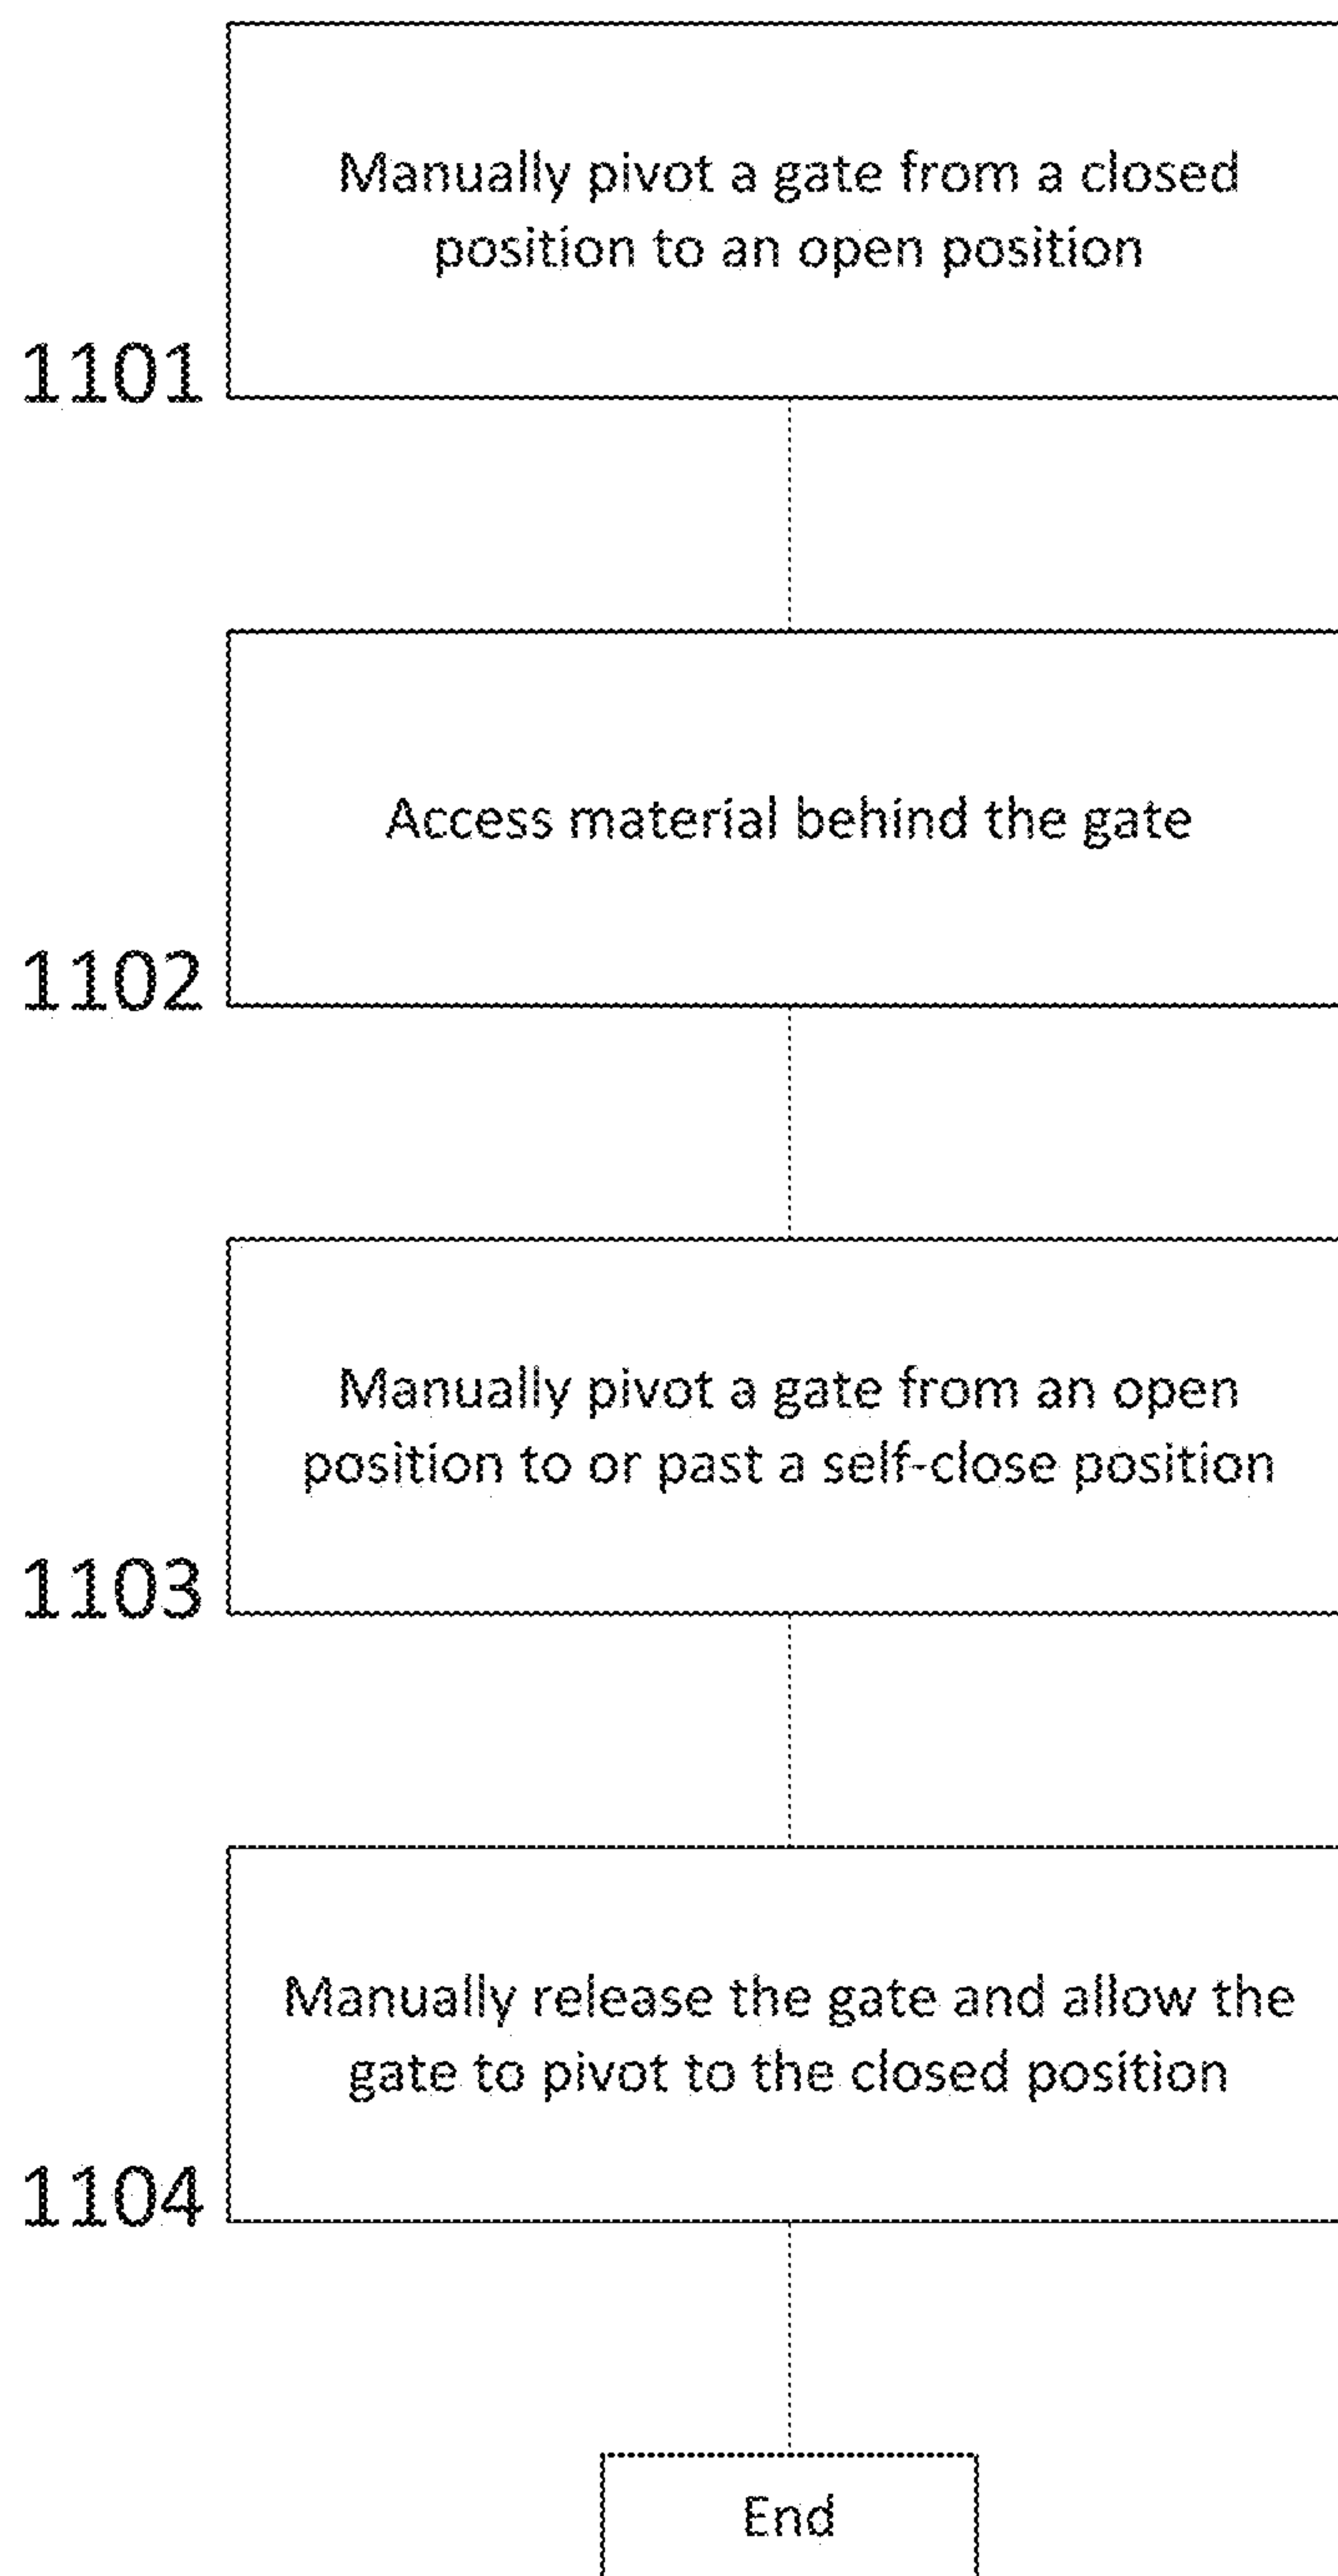 Manually pivot a gate from a closed
position to an open position
1101
Access material behind the gate
1102
Manually pivot a gate from an open
position to or past a self-close position
1103
Manually release the gate and allow the
gate to pivot to the closed position
1104
End